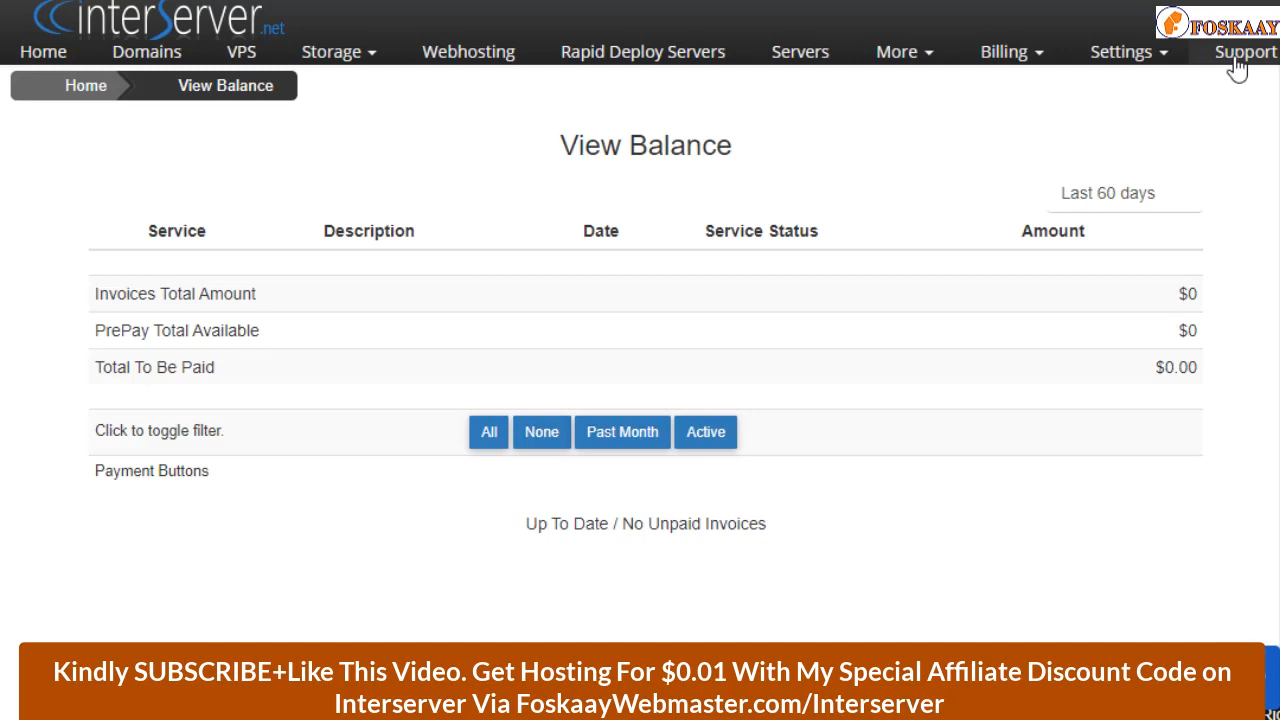 interServer.net
FOSKAAY
Home Domains VPS Storage Webhosting Rapid Deploy Servers Servers More Billing Settings Support
Home View Balance
View Balance
Last 60 days
Service Description Date Service Status Amount
Invoices Total Amount $0
PrePay Total Available $0
Total To Be Paid $0.00
Click to toggle filter. All None Past Month Active
Payment Buttons
Up To Date / No Unpaid Invoices
Kindly SUBSCRIBE+Like This Video. Get Hosting For $0.01 With My Special Affiliate Discount Code on
Interserver Via FoskaayWebmaster.com/Interserver